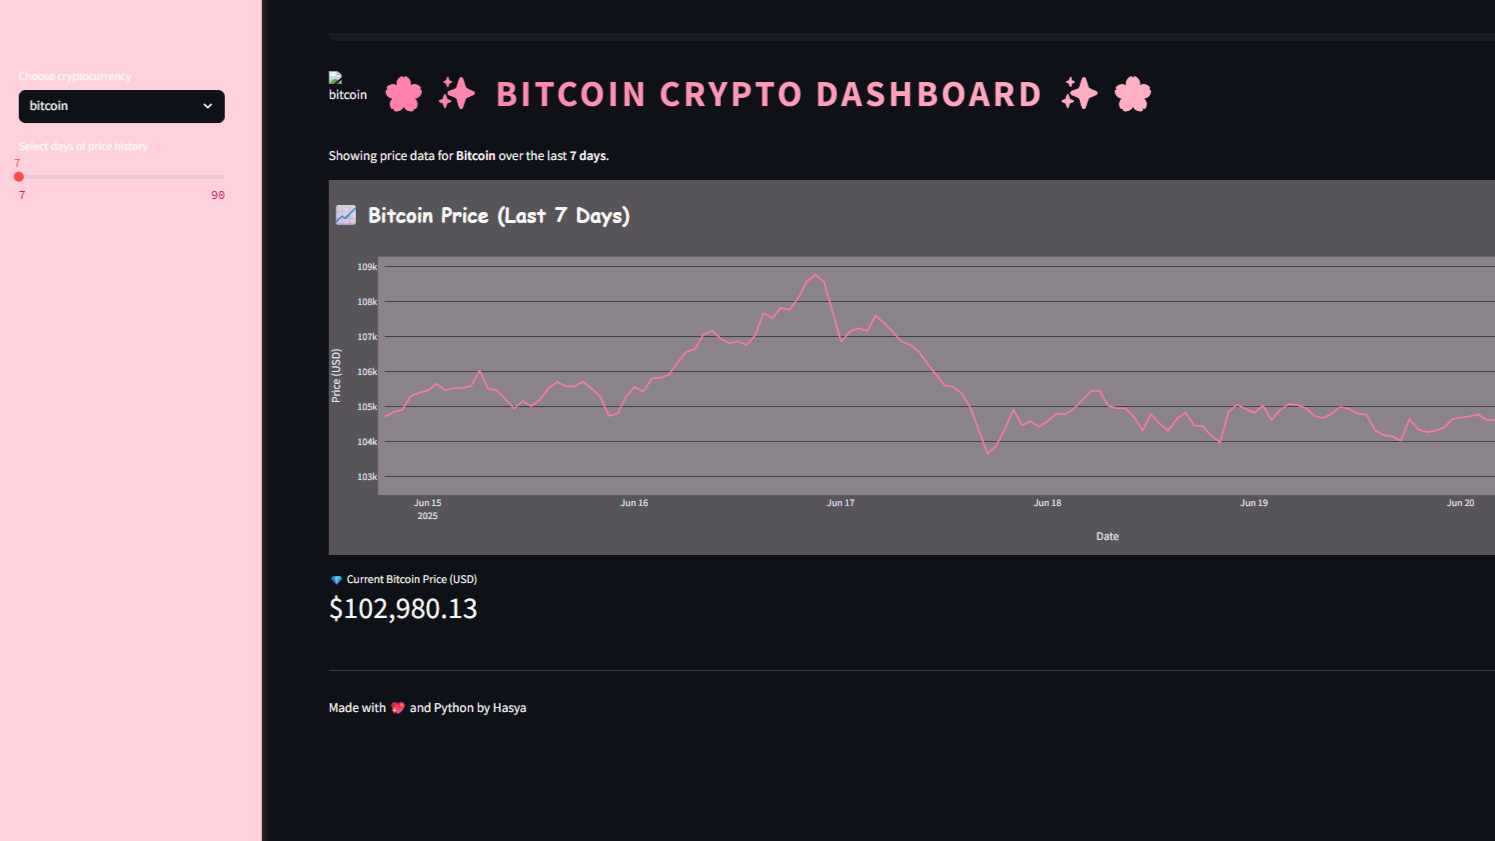 Choose cryptocurrency
bitcoin
Select days of price history
7
7 90
bitcoin
🌸 ✨ BITCOIN CRYPTO DASHBOARD ✨ 🌸
Showing price data for Bitcoin over the last 7 days.
📈 Bitcoin Price (Last 7 Days)
109k
108k
107k
106k
105k
104k
103k
Price (USD)
Jun 15 Jun 16 Jun 17 Jun 18 Jun 19 Jun 20
2025
Date
💎 Current Bitcoin Price (USD)
$102,980.13
Made with 💖 and Python by Hasya